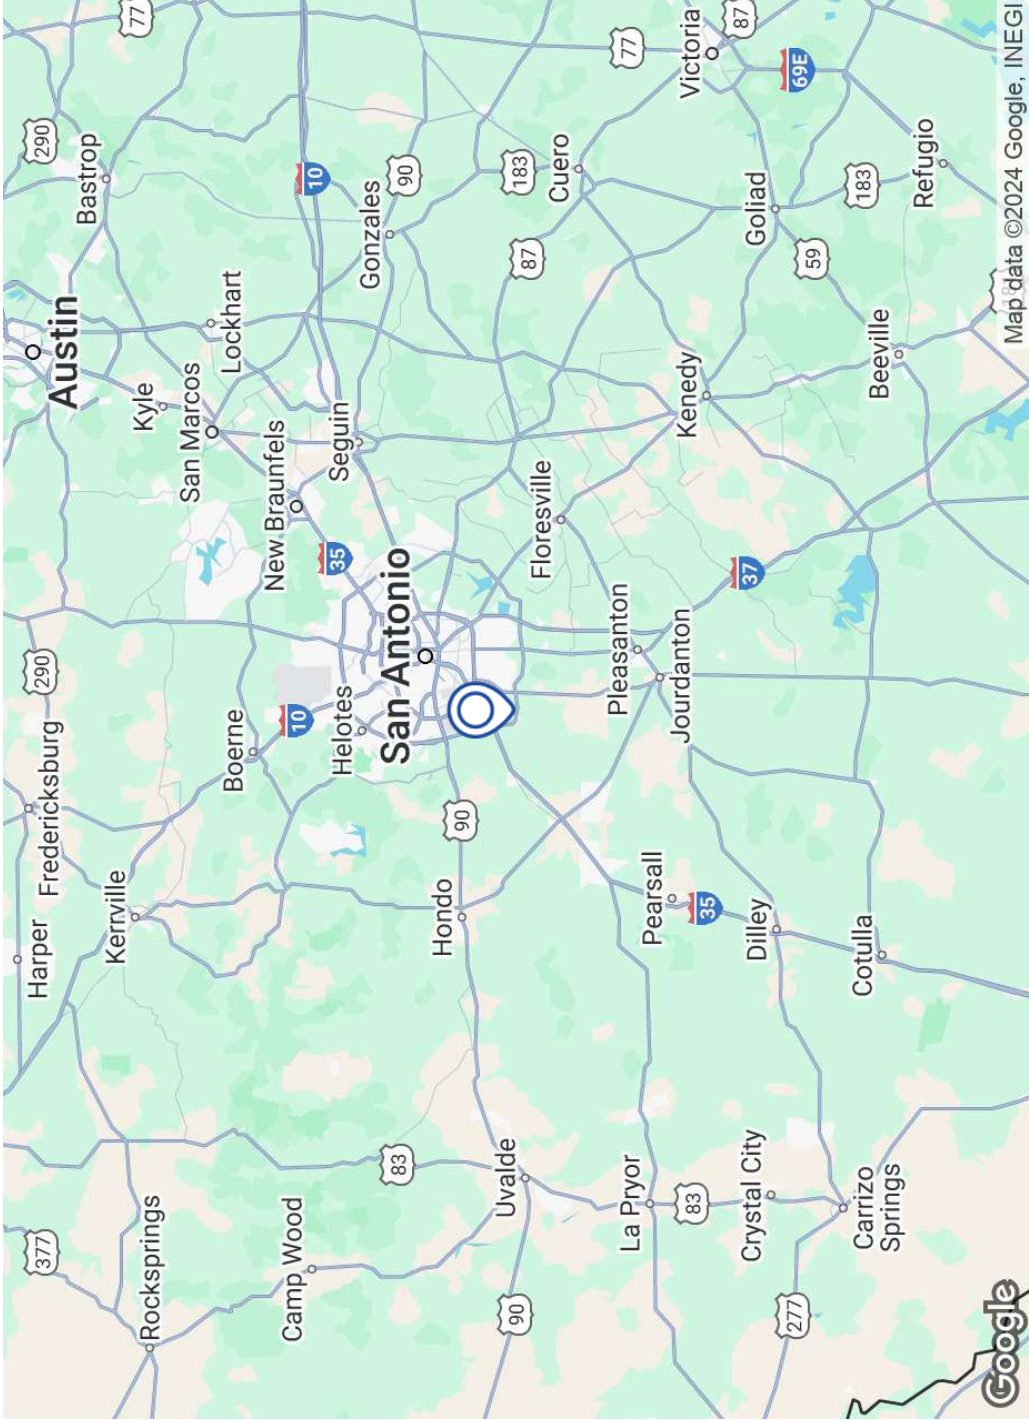 377
Harper
290
290
Fredericksburg
Austin
Bastrop
Kerrville
77
Kyle
Rocksprings
San Marcos
Lockhart
Boerne
New Braunfels
Camp Wood
10
10
35
Seguin
Helotes
Gonzales
San Antonio
83
90
Hondo
90
Uvalde
90
183
87
Floresville
Cuero
Pleasanton
77
La Pryor
Pearsall
Jourdanton
Kenedy
Victoria
83
35
87
37
Crystal City
Dilley
Goliad
277
69E
59
Carrizo
Springs
Cotulla
183
Beeville
Refugio
Google
Map data ©2024 Google, INEGI